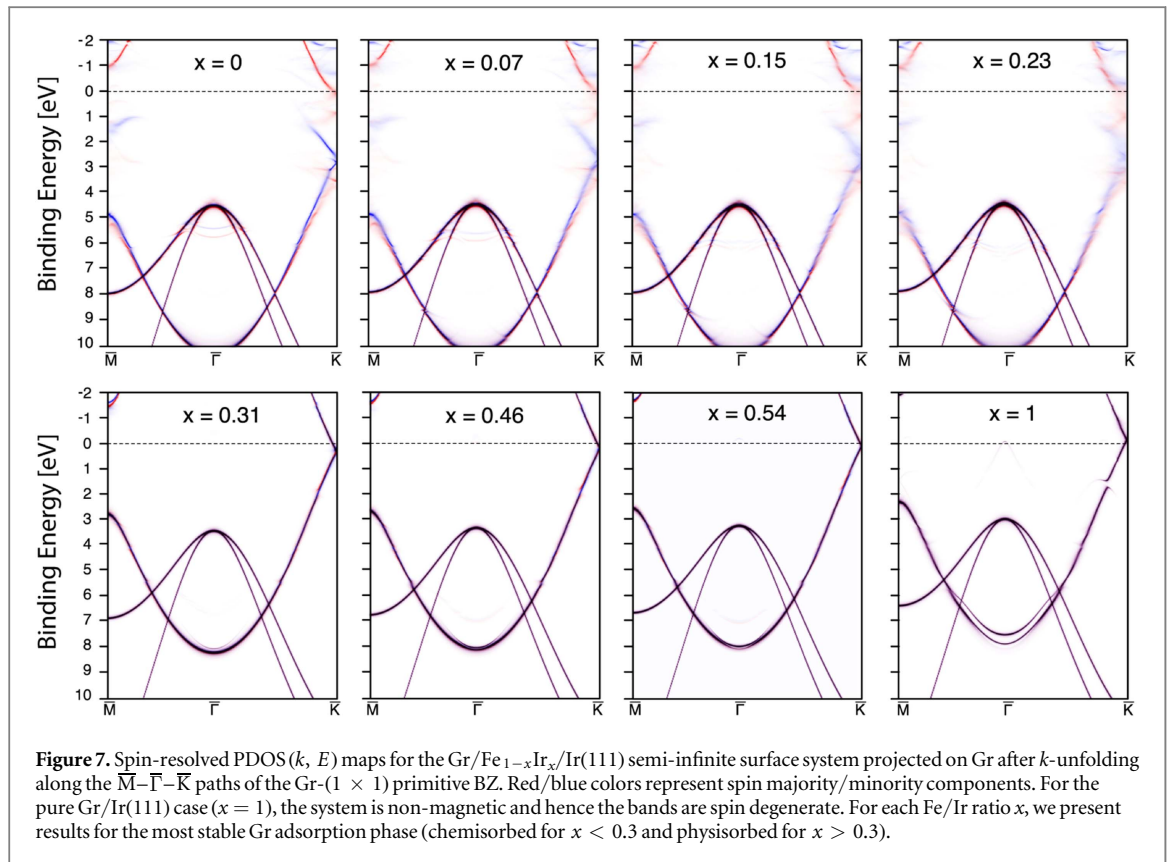 x = 0
x = 0.07
x = 0.15
x = 0.23
Binding Energy [eV]
-2
-1
0
1
2
3
4
5
6
7
8
9
10
M̅ Γ̅ K̅
M̅ Γ̅ K̅
M̅ Γ̅ K̅
M̅ Γ̅ K̅
x = 0.31
x = 0.46
x = 0.54
x = 1
Binding Energy [eV]
-2
-1
0
1
2
3
4
5
6
7
8
9
10
M̅ Γ̅ K̅
M̅ Γ̅ K̅
M̅ Γ̅ K̅
M̅ Γ̅ K̅
Figure 7. Spin-resolved PDOS(k, E) maps for the Gr/Fe₁₋ₓIrₓ/Ir(111) semi-infinite surface system projected on Gr after k-unfolding
along the M̅–Γ̅–K̅ paths of the Gr-(1 × 1) primitive BZ. Red/blue colors represent spin majority/minority components. For the
pure Gr/Ir(111) case (x = 1), the system is non-magnetic and hence the bands are spin degenerate. For each Fe/Ir ratio x, we present
results for the most stable Gr adsorption phase (chemisorbed for x < 0.3 and physisorbed for x > 0.3).